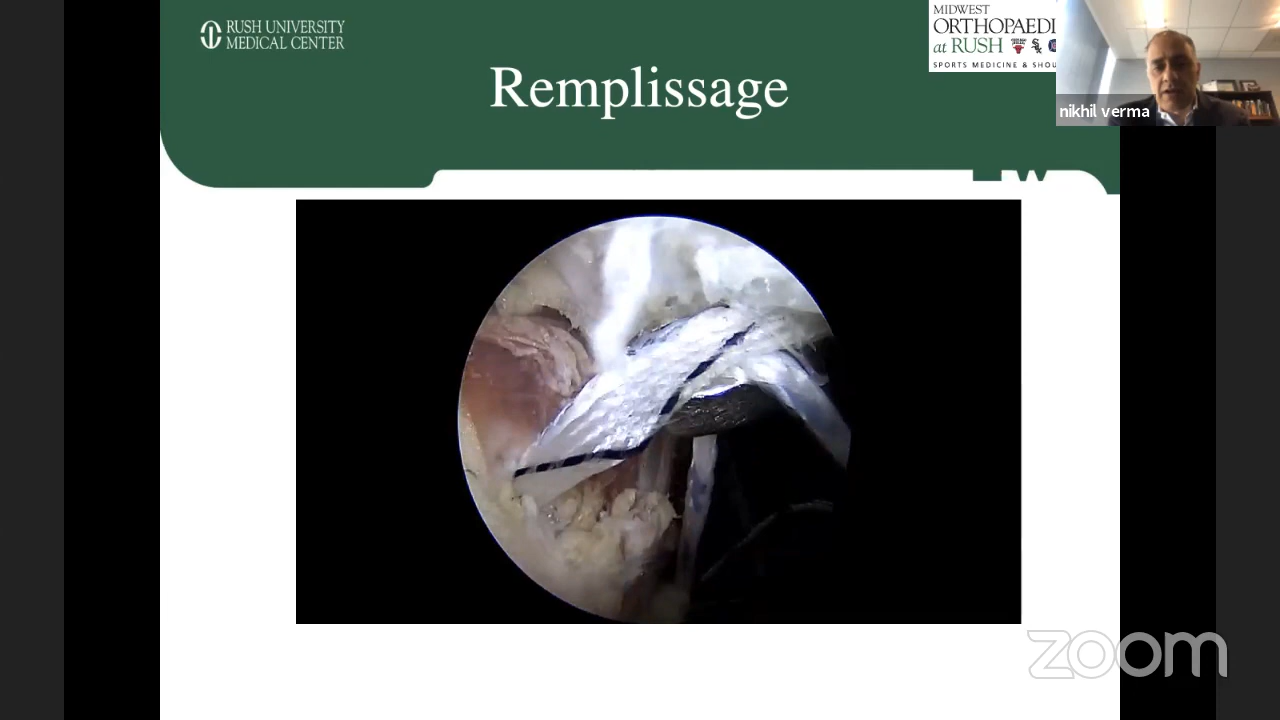 RUSH UNIVERSITY
MEDICAL CENTER
Remplissage
MIDWEST
ORTHOPAEDI
at RUSH
SPORTS MEDICINE & SHOU
nikhil verma
zoom